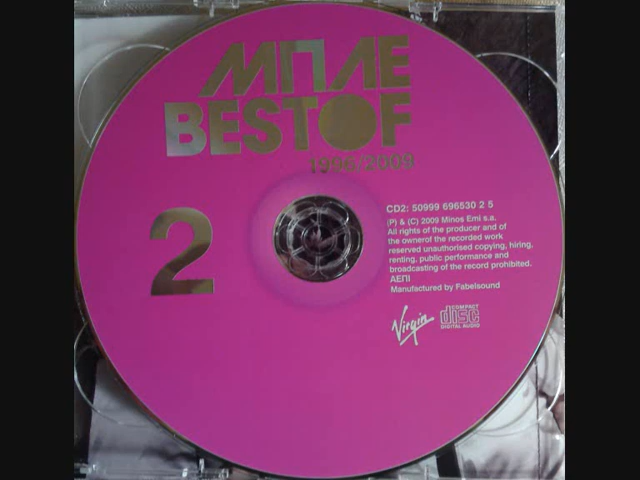 ΜΠΛΕ
BEST OF
1996/2009
2
CD2: 50999 696530 2 5
(P) & (C) 2009 Minos Emi s.a.
All rights of the producer and of
the ownerof the recorded work
reserved unauthorised copying, hiring,
renting, public performance and
broadcasting of the record prohibited.
ΑΕΠΙ
Manufactured by Fabelsound
Virgin
COMPACT
disc
DIGITAL AUDIO